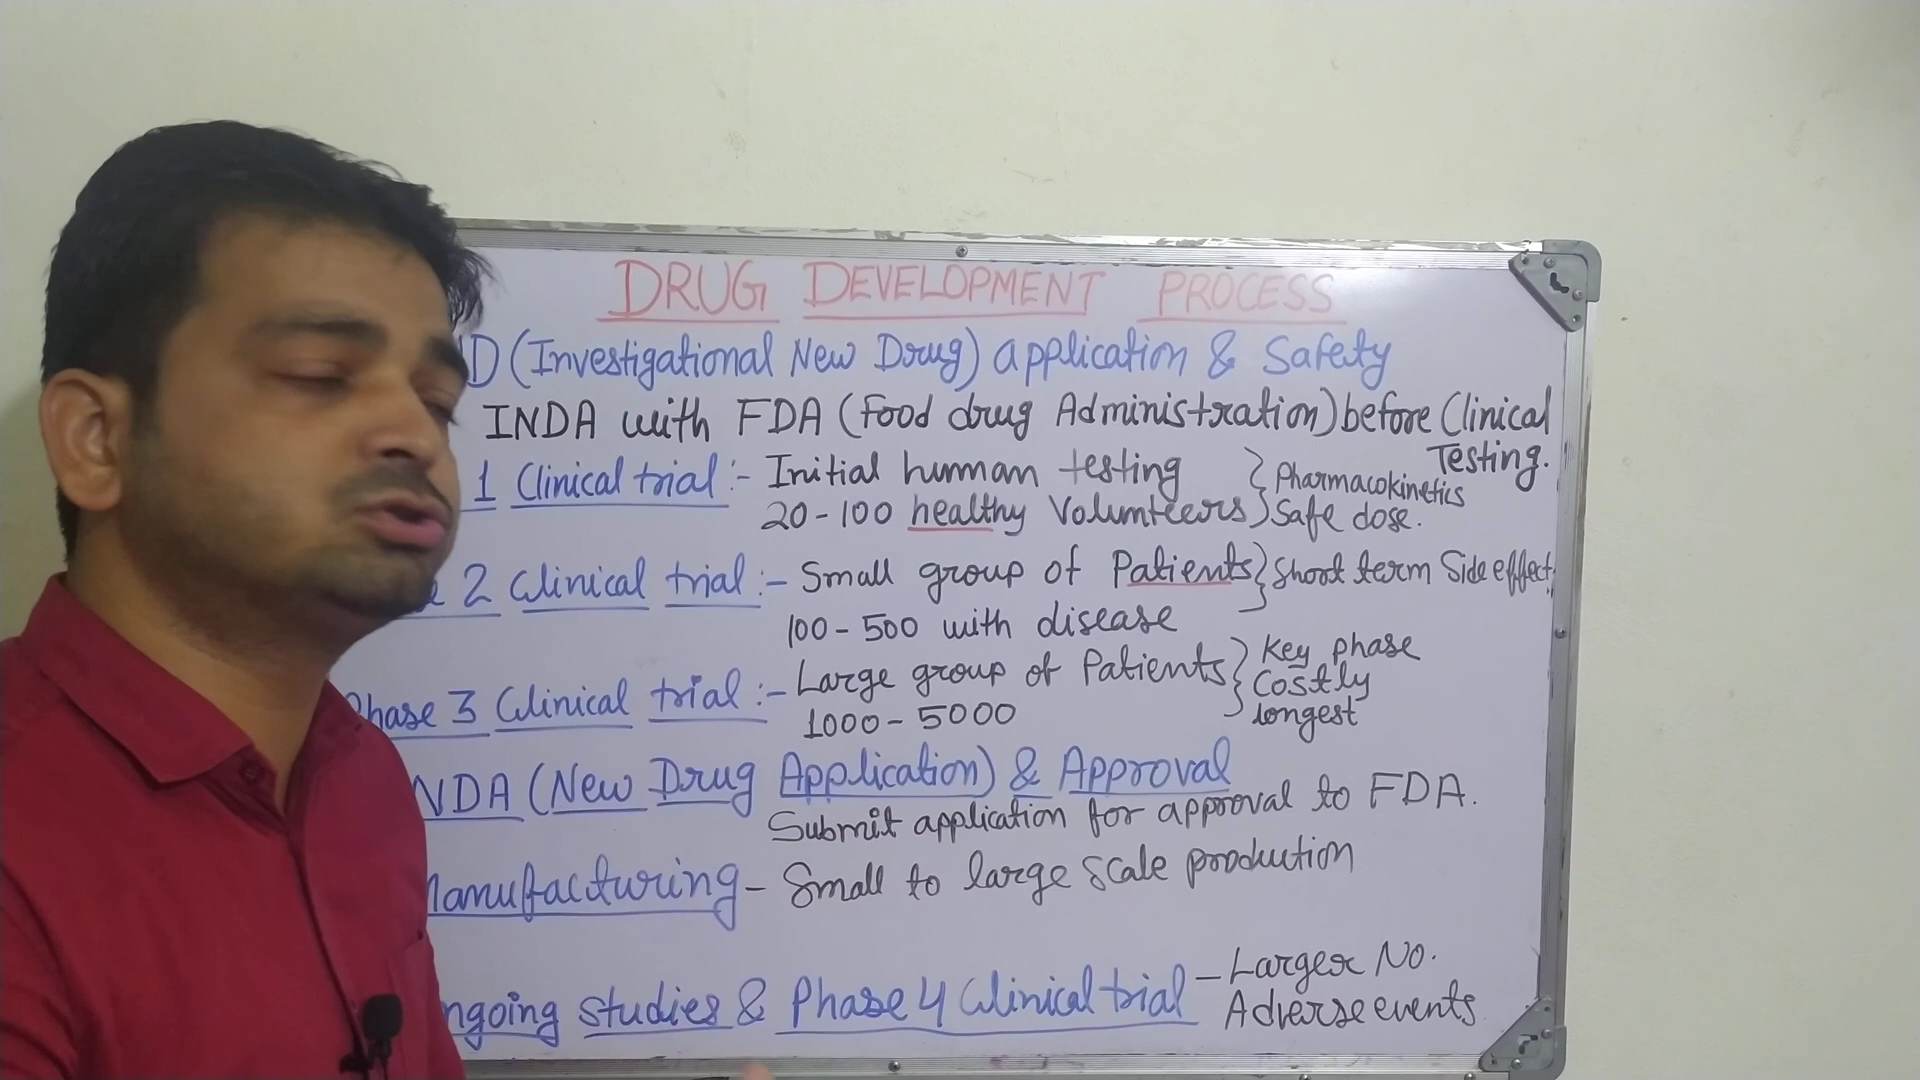 DRUG DEVELOPMENT PROCESS
D (Investigational New Drug) application & Safety
INDA with FDA (Food drug Administration) before Clinical
Testing.
1 Clinical trial :- Initial human testing } Pharmacokinetics
20-100 healthy Volunteers } Safe dose.
2 Clinical trial :- Small group of Patients } Short term Side effect
100-500 with disease
Phase 3 Clinical trial :- Large group of Patients } Key phase
Costly
1000-5000
longest
NDA (New Drug Application) & Approval
Submit application for approval to FDA.
anufacturing - Small to large scale production
ngoing studies & Phase 4 Clinical trial - Larger No.
Adverse events